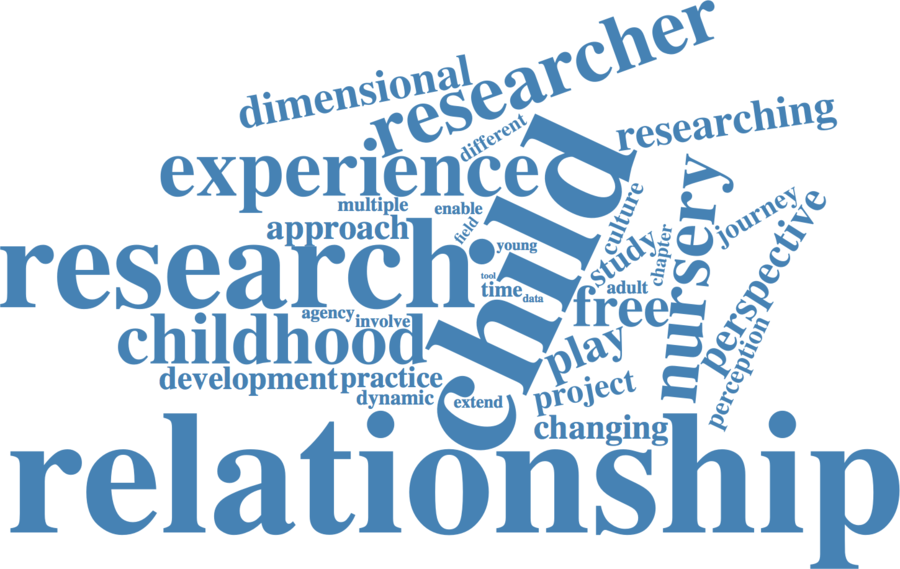 dimensional
researcher
different
researching
experienced
child
multiple
enable
culture
nursery
journey
approach
field
young
study
chapter
perspective
research
tool
time
data
adult
free
agency
involve
childhood
play
perception
development
practice
project
dynamic
extend
changing
relationship